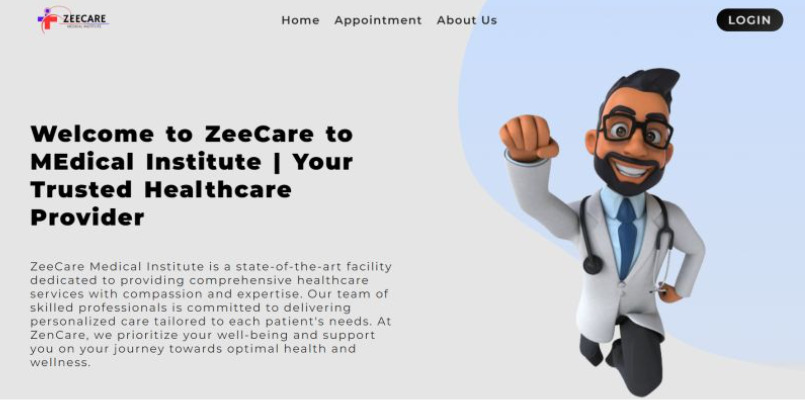 ZEECARE
MEDICAL INSTITUTE
Home
Appointment
About Us
LOGIN
Welcome to ZeeCare to
MEdical Institute | Your
Trusted Healthcare
Provider
ZeeCare Medical Institute is a state-of-the-art facility
dedicated to providing comprehensive healthcare
services with compassion and expertise. Our team of
skilled professionals is committed to delivering
personalized care tailored to each patient's needs. At
ZenCare, we prioritize your well-being and support
you on your journey towards optimal health and
wellness.